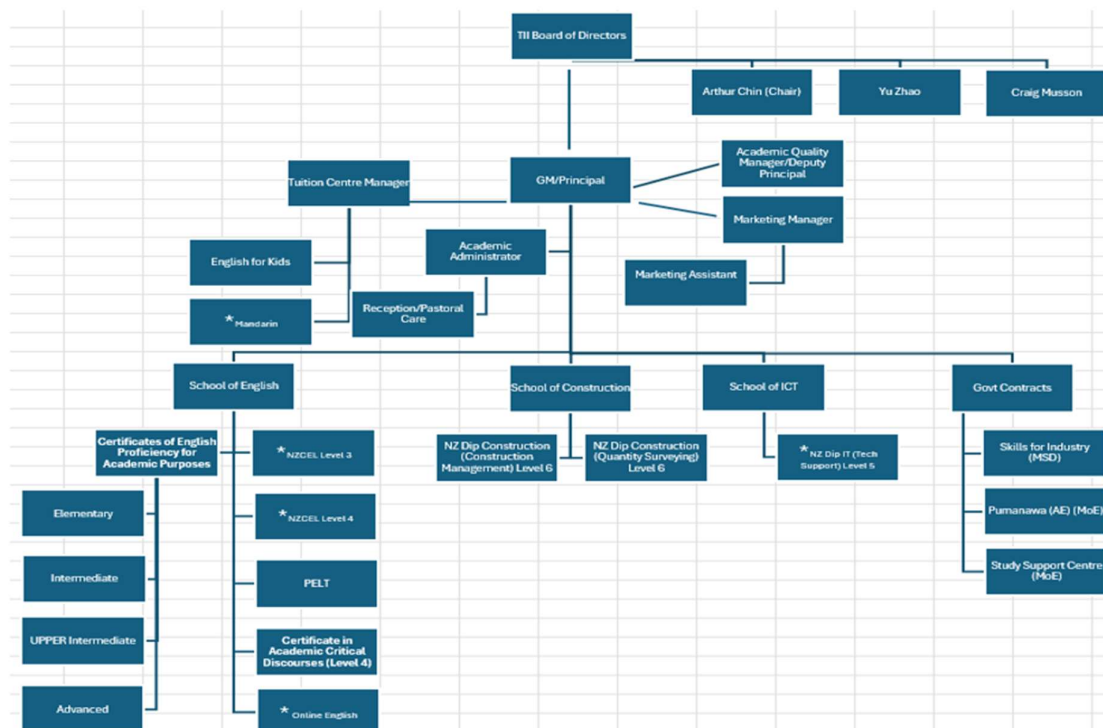 TII Board of Directors
Arthur Chin (Chair)
Yu Zhao
Craig Musson
Academic Quality
Manager/Deputy
Principal
Tuition Centre Manager
GM/Principal
Marketing Manager
English for Kids
Academic
Administrator
Marketing Assistant
*Mandarin
Reception/Pastoral
Care
School of English
School of Construction
School of ICT
Govt Contracts
Certificates of English
Proficiency for
Academic Purposes
*NZCEL Level 3
NZ Dip Construction
(Construction
Management) Level 6
NZ Dip Construction
(Quantity Surveying)
Level 6
*NZ Dip IT (Tech
Support) Level 5
Skills for Industry
(MSD)
Elementary
*NZCEL Level 4
Pumanawa (AE) (MoE)
Intermediate
PELT
Study Support Centre
(MoE)
UPPER Intermediate
Certificate in
Academic Critical
Discourses (Level 4)
Advanced
*Online English